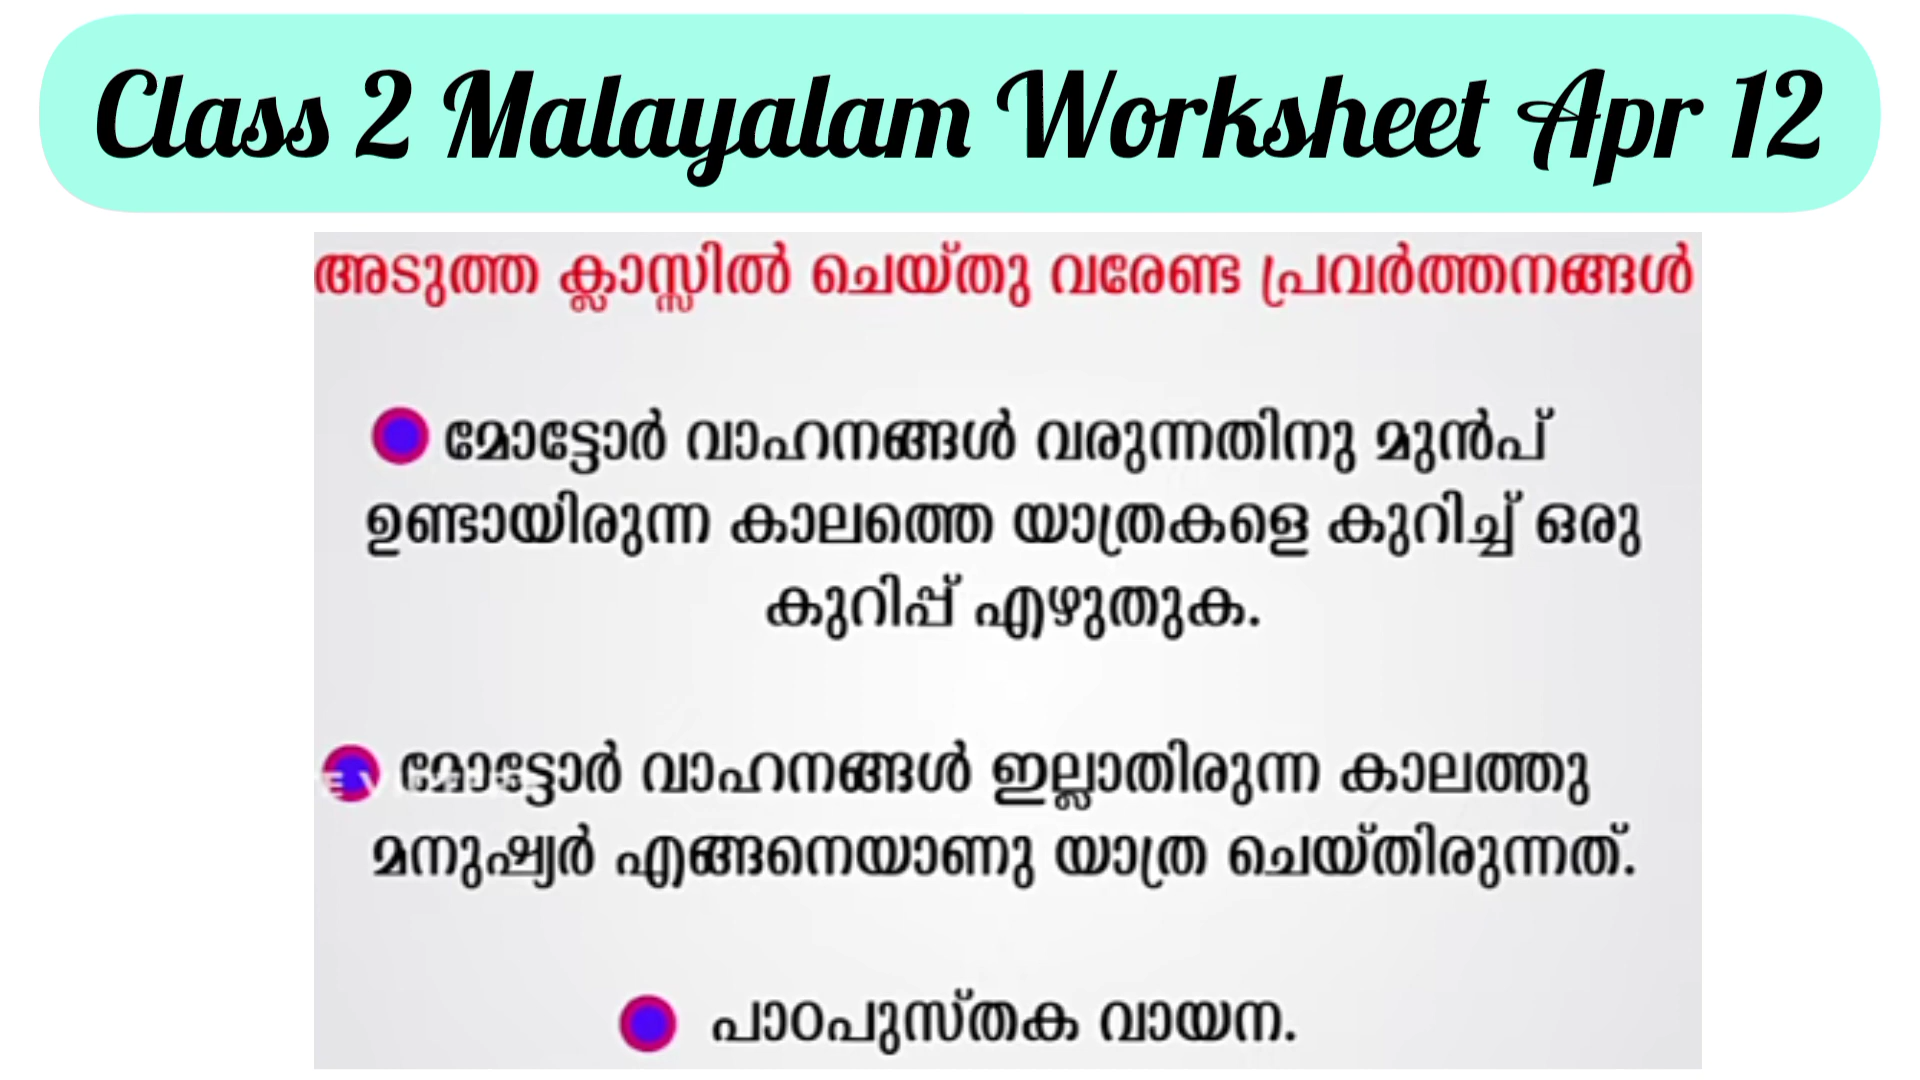 Class 2 Malayalam Worksheet Apr 12
അടുത്ത ക്ലാസ്സിൽ ചെയ്തു വരേണ്ട പ്രവർത്തനങ്ങൾ
മോട്ടോർ വാഹനങ്ങൾ വരുന്നതിനു മുൻപ്
ഉണ്ടായിരുന്ന കാലത്തെ യാത്രകളെ കുറിച്ച് ഒരു
കുറിപ്പ് എഴുതുക.
മോട്ടോർ വാഹനങ്ങൾ ഇല്ലാതിരുന്ന കാലത്തു
മനുഷ്യർ എങ്ങനെയാണു യാത്ര ചെയ്തിരുന്നത്.
പാഠപുസ്തക വായന.